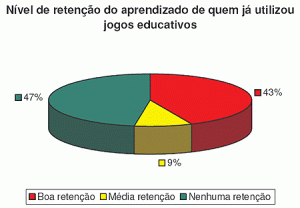 Nível de retenção do aprendizado de quem já utilizou
jogos educativos
47%
43%
9%
Boa retenção Média retenção Nenhuma retenção